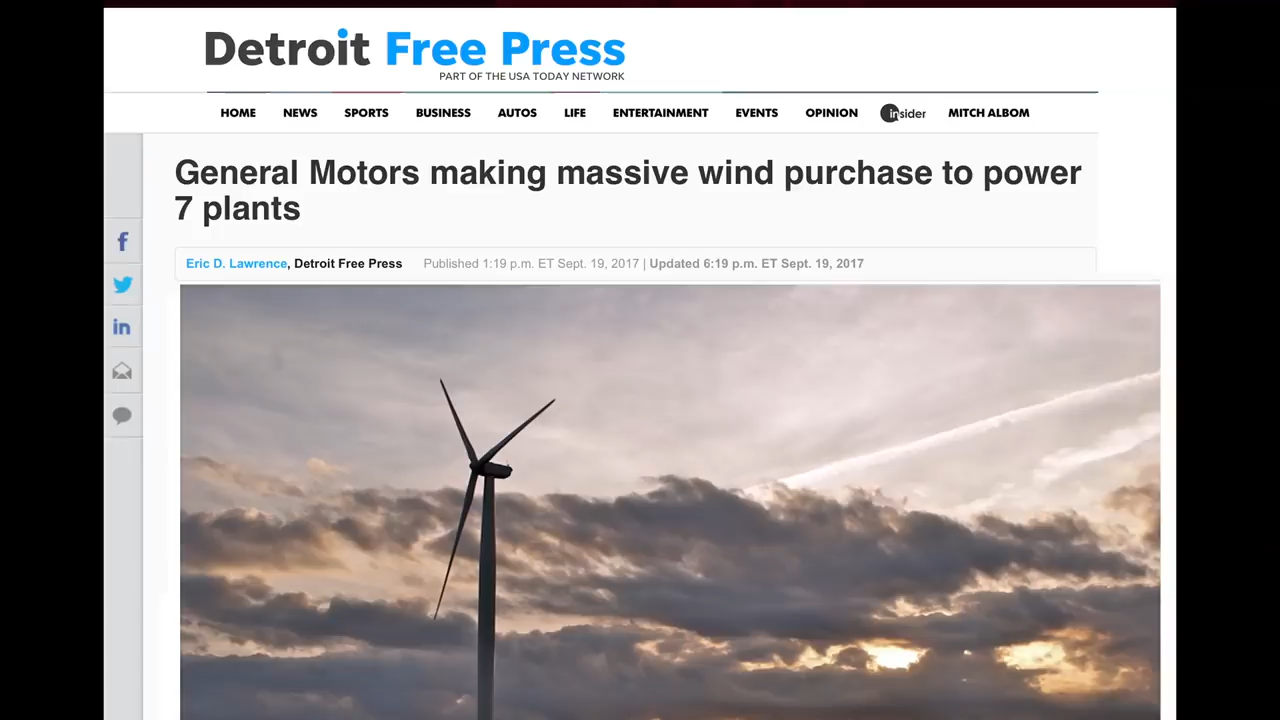 Detroit Free Press
PART OF THE USA TODAY NETWORK
HOME NEWS SPORTS BUSINESS AUTOS LIFE ENTERTAINMENT EVENTS OPINION insider MITCH ALBOM
General Motors making massive wind purchase to power
7 plants
f
Eric D. Lawrence, Detroit Free Press Published 1:19 p.m. ET Sept. 19, 2017 | Updated 6:19 p.m. ET Sept. 19, 2017
in